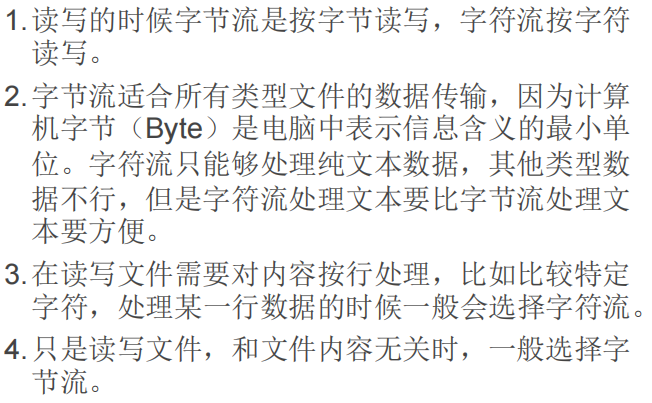 1.读写的时候字节流是按字节读写，字符流按字符
读写。
2.字节流适合所有类型文件的数据传输，因为计算
机字节（Byte）是电脑中表示信息含义的最小单
位。字符流只能够处理纯文本数据，其他类型数
据不行，但是字符流处理文本要比字节流处理文
本要方便。
3.在读写文件需要对内容按行处理，比如比较特定
字符，处理某一行数据的时候一般会选择字符流。
4.只是读写文件，和文件内容无关时，一般选择字
节流。